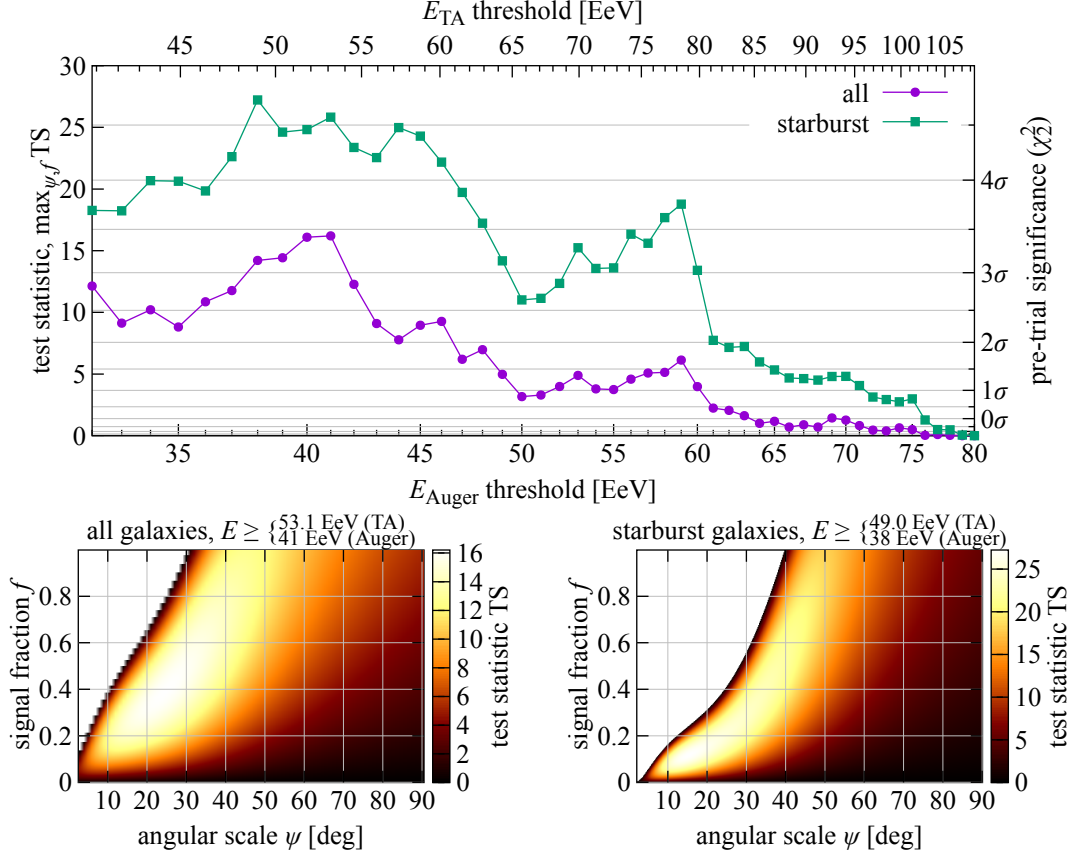 E_TA threshold [EeV]
45 50 55 60 65 70 75 80 85 90 95 100 105
30
25
20
15
10
5
0
test statistic, max_ψ,f TS
all
starburst
4σ
3σ
2σ
1σ
0σ
pre-trial significance (χ²₂)
35 40 45 50 55 60 65 70 75 80
E_Auger threshold [EeV]
all galaxies, E ≥ {53.1 EeV (TA)
41 EeV (Auger)
0.8
0.6
0.4
0.2
0
signal fraction f
10 20 30 40 50 60 70 80 90
angular scale ψ [deg]
16
14
12
10
8
6
4
2
0
test statistic TS
starburst galaxies, E ≥ {49.0 EeV (TA)
38 EeV (Auger)
0.8
0.6
0.4
0.2
0
signal fraction f
10 20 30 40 50 60 70 80 90
angular scale ψ [deg]
25
20
15
10
5
0
test statistic TS